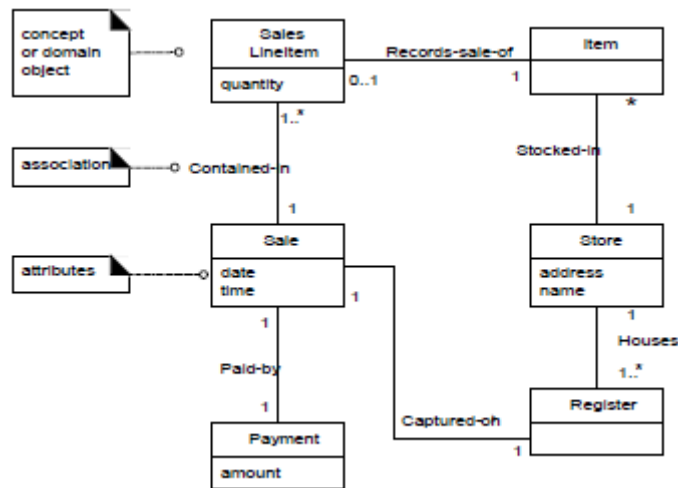 concept
or domain
object
Sales
LineItem
quantity
Records-sale-of
0..1
1
Item
1..*
*
association
Contained-in
Stocked-in
1
1
attributes
Sale
date
time
Store
address
name
1
1
1
Houses
Paid-by
1..*
1
Captured-on
1
Payment
amount
Register